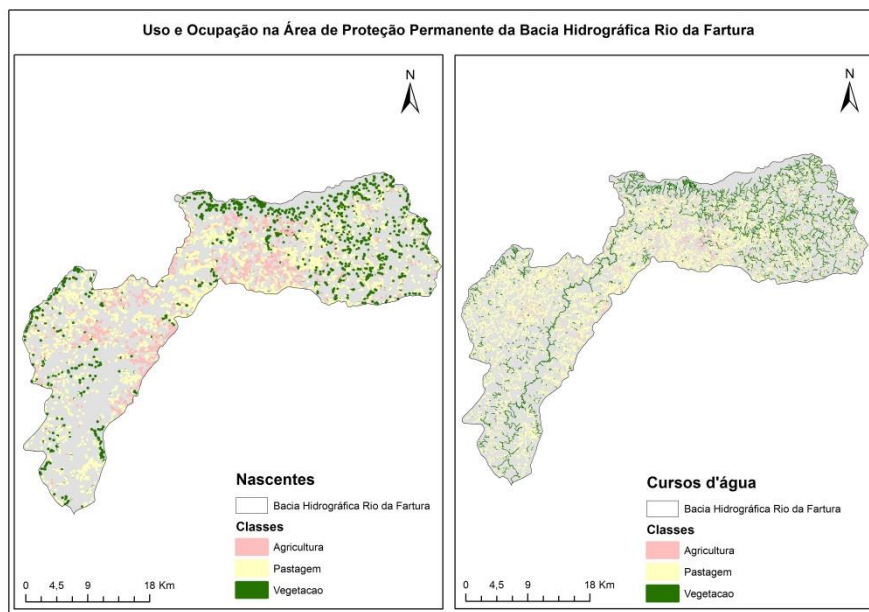 Uso e Ocupação na Área de Proteção Permanente da Bacia Hidrográfica Rio da Fartura
N
Nascentes
Bacia Hidrográfica Rio da Fartura
Classes
Agricultura
Pastagem
Vegetacao
0 4,5 9 18 Km
N
Cursos d'água
Bacia Hidrográfica Rio da Fartura
Classes
Agricultura
Pastagem
Vegetacao
0 4,5 9 18 Km